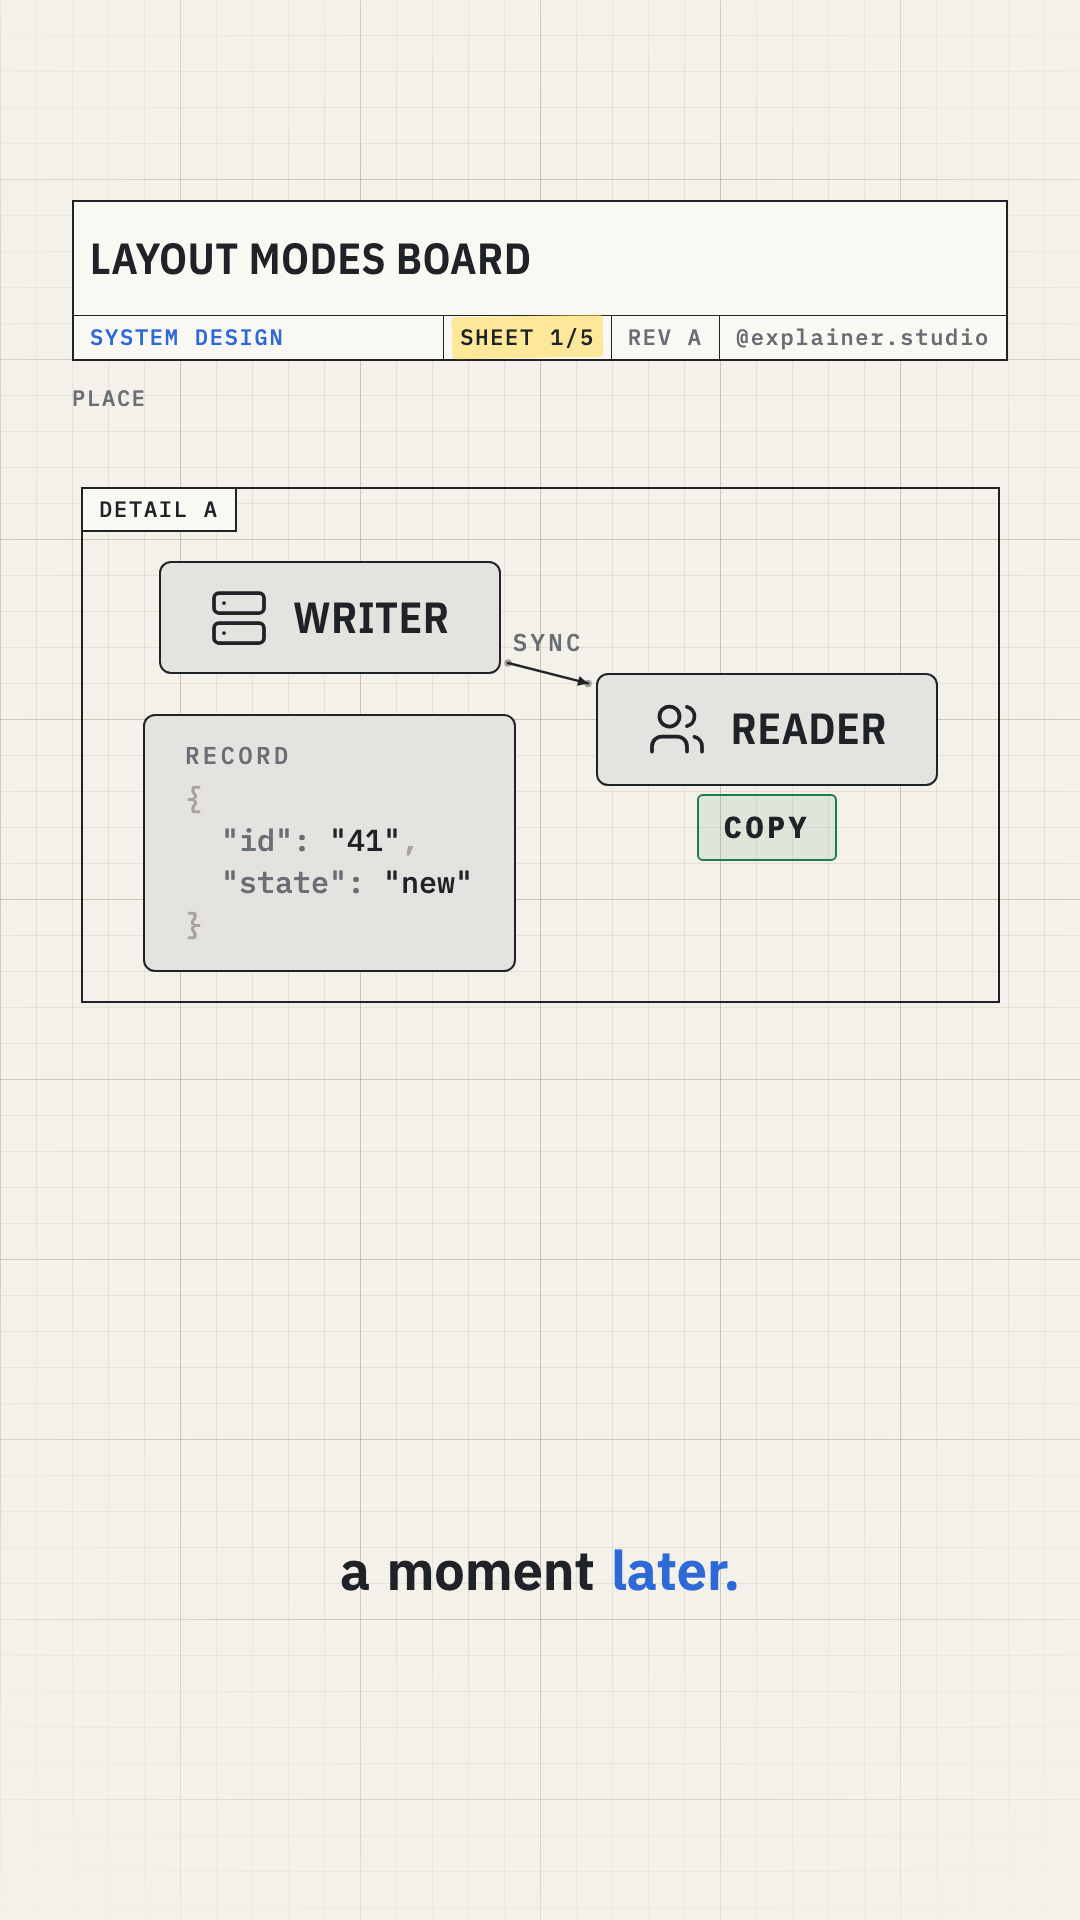 LAYOUT MODES BOARD
SYSTEM DESIGN
SHEET 1/5
REV A
@explainer.studio
PLACE
DETAIL A
WRITER
SYNC
READER
COPY
RECORD
{
"id": "41",
"state": "new"
}
a moment later.